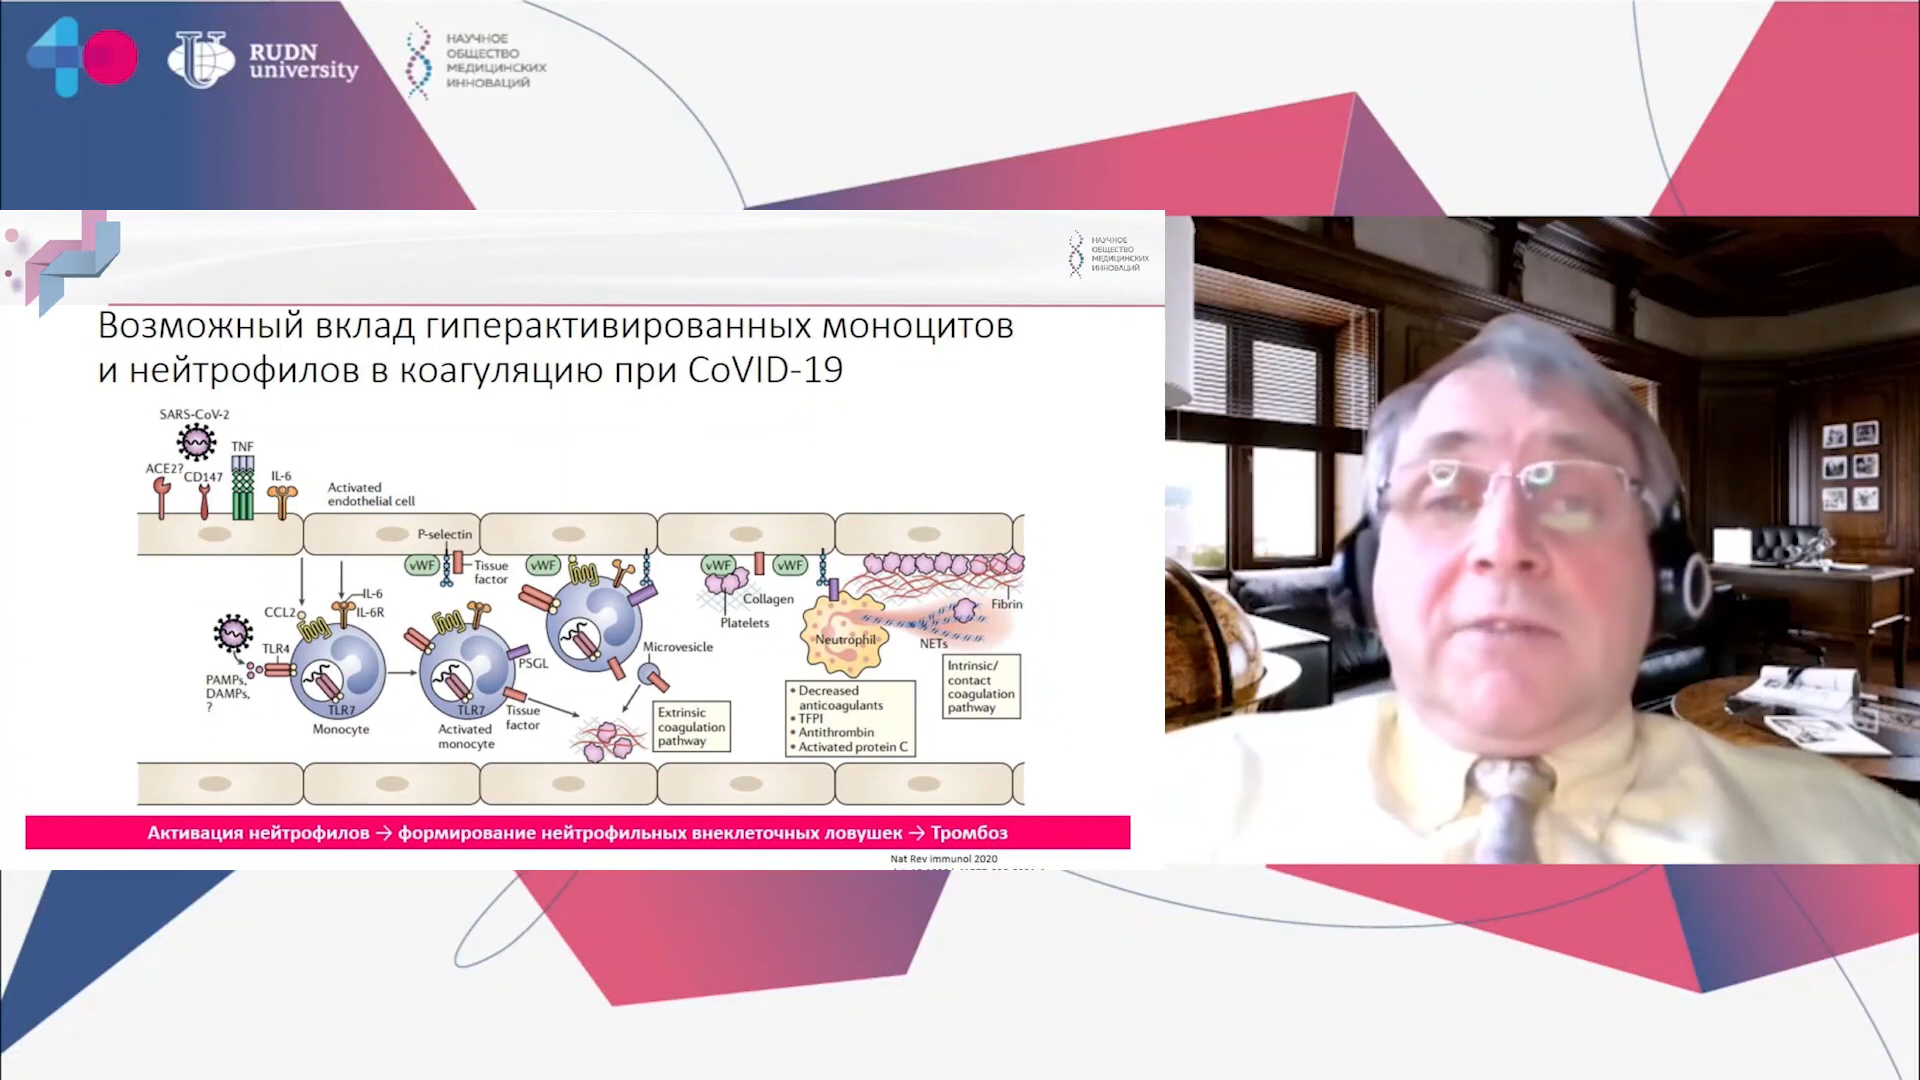 RUDN
university
НАУЧНОЕ
ОБЩЕСТВО
МЕДИЦИНСКИХ
ИННОВАЦИЙ
НАУЧНОЕ
ОБЩЕСТВО
МЕДИЦИНСКИХ
ИННОВАЦИЙ
Возможный вклад гиперактивированных моноцитов
и нейтрофилов в коагуляцию при CoVID-19
SARS-CoV-2
TNF
ACE2?
CD147
IL-6
Activated
endothelial cell
P-selectin
vWF
Tissue
factor
vWF
vWF
vWF
Collagen
Platelets
Fibrin
CCL2
IL-6
IL-6R
TLR4
PAMPs,
DAMPs,
?
TLR7
Monocyte
PSGL
TLR7
Tissue
factor
Activated
monocyte
Microvesicle
Extrinsic
coagulation
pathway
Neutrophil
NETs
• Decreased
anticoagulants
• TFPI
• Antithrombin
• Activated protein C
Intrinsic/
contact
coagulation
pathway
Активация нейтрофилов → формирование нейтрофильных внеклеточных ловушек → Тромбоз
Nat Rev immunol 2020